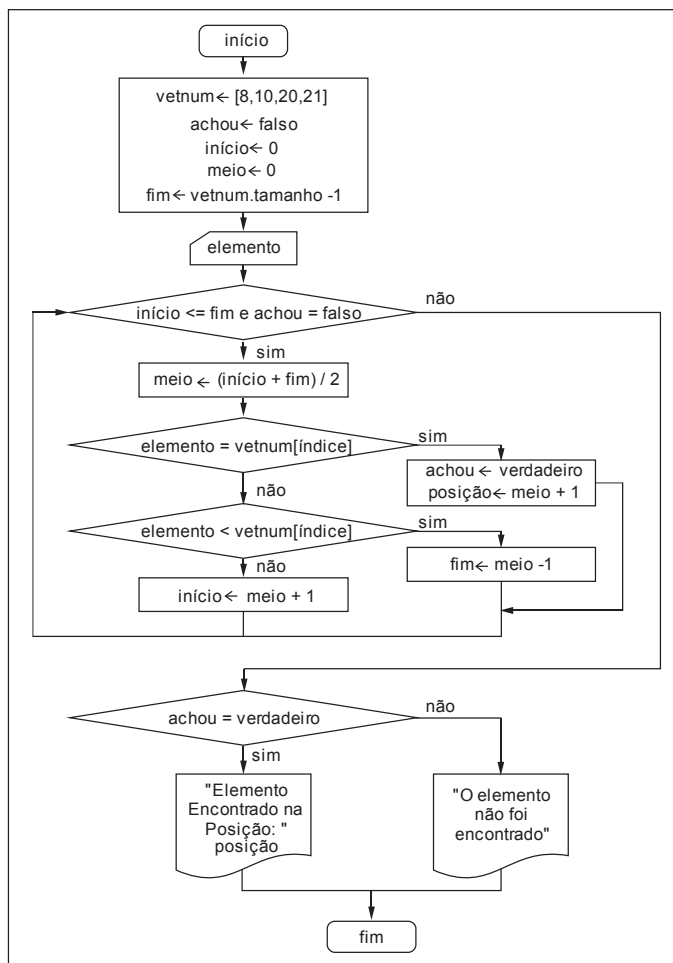 início
vetnum← [8,10,20,21]
achou← falso
início← 0
meio← 0
fim← vetnum.tamanho -1
elemento
início <= fim e achou = falso
não
sim
meio ← (início + fim) / 2
elemento = vetnum[índice]
sim
achou ← verdadeiro
posição← meio + 1
não
elemento < vetnum[índice]
sim
não
fim← meio -1
início← meio + 1
achou = verdadeiro
não
sim
"Elemento
Encontrado na
Posição: "
posição
"O elemento
não foi
encontrado"
fim